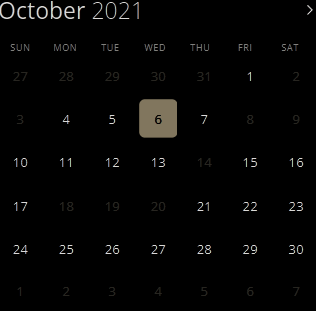 October 2021
SUN MON TUE WED THU FRI SAT
27 28 29 30 31 1 2
3 4 5 6 7 8 9
10 11 12 13 14 15 16
17 18 19 20 21 22 23
24 25 26 27 28 29 30
1 2 3 4 5 6 7